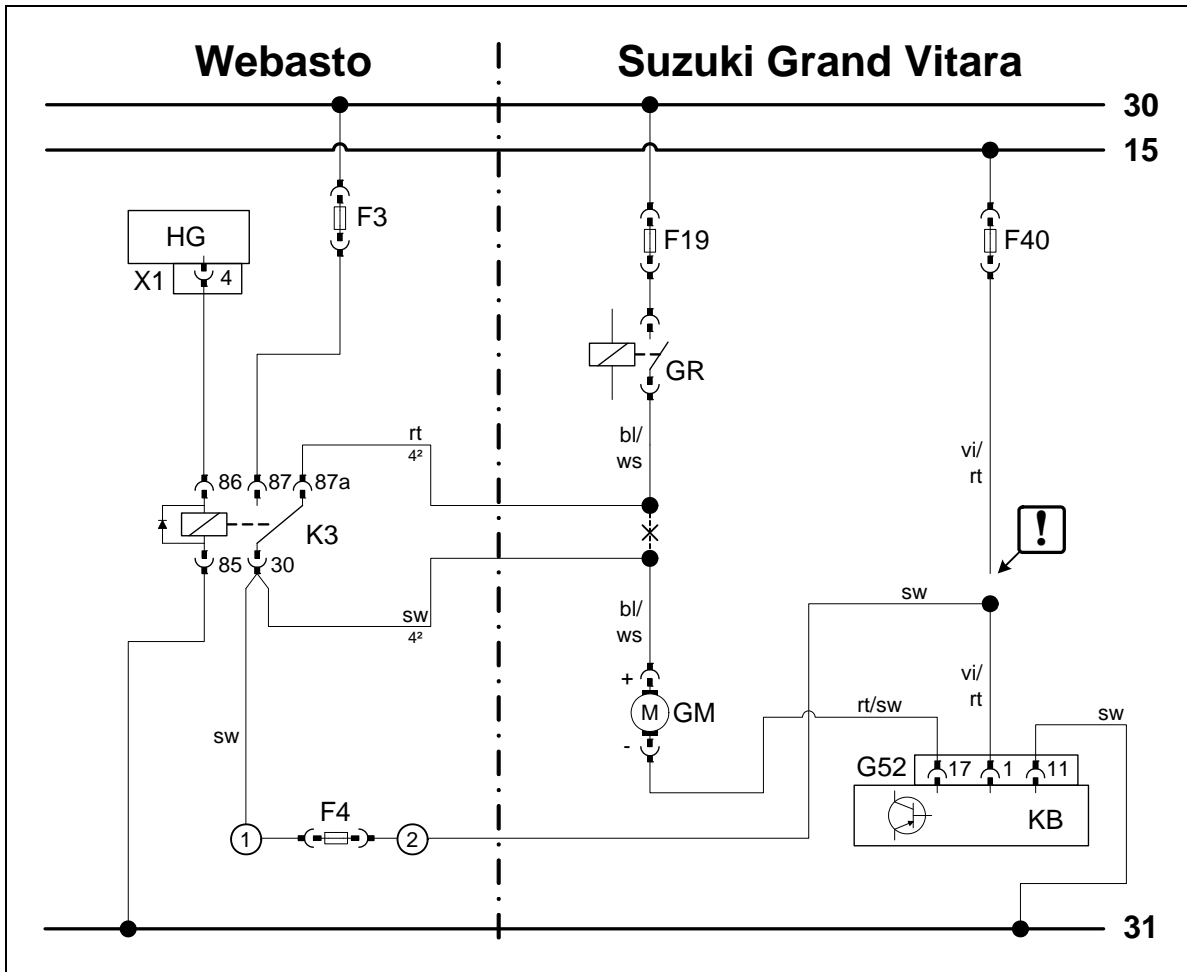 Webasto
Suzuki Grand Vitara
30
15
F3
F19
F40
HG
X1
4
GR
rt
4²
bl/
ws
vi/
rt
86
87
87a
K3
!
85
30
sw
4²
sw
bl/
ws
vi/
rt
+
M
GM
-
rt/sw
sw
sw
G52
17
1
11
F4
1
2
KB
31